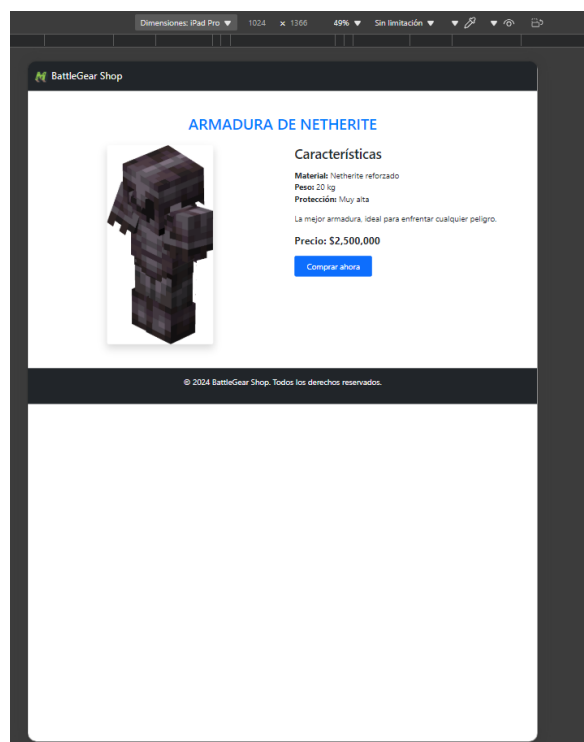 Dimensiones: iPad Pro ▼ 1024 × 1366 49% ▼ Sin limitación ▼
BattleGear Shop
ARMADURA DE NETHERITE
Características
Material: Netherite reforzado
Peso: 20 kg
Protección: Muy alta
La mejor armadura, ideal para enfrentar cualquier peligro.
Precio: $2,500,000
Comprar ahora
© 2024 BattleGear Shop. Todos los derechos reservados.